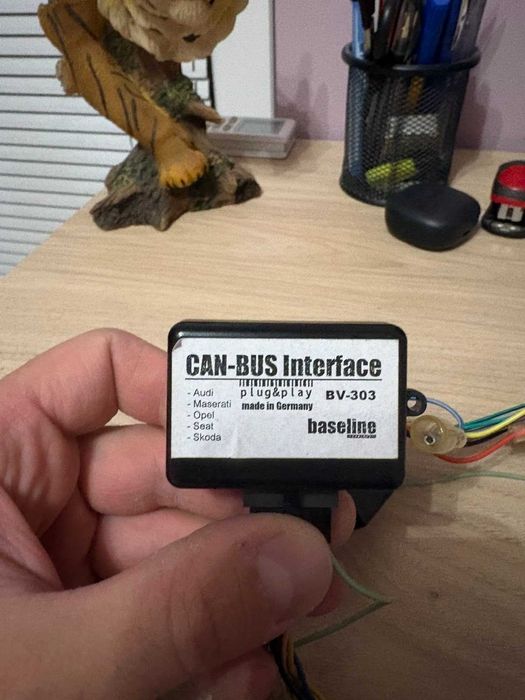 CAN-BUS Interface
plug&play
BV-303
made in Germany
- Audi
- Maserati
- Opel
- Seat
- Skoda
baseline